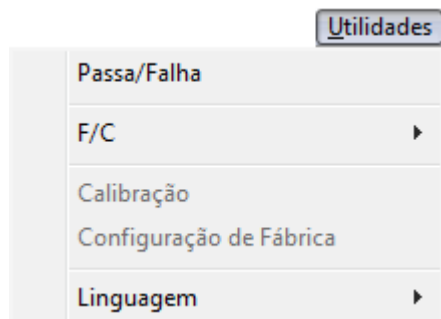 Utilidades
Passa/Falha
F/C
Calibração
Configuração de Fábrica
Linguagem